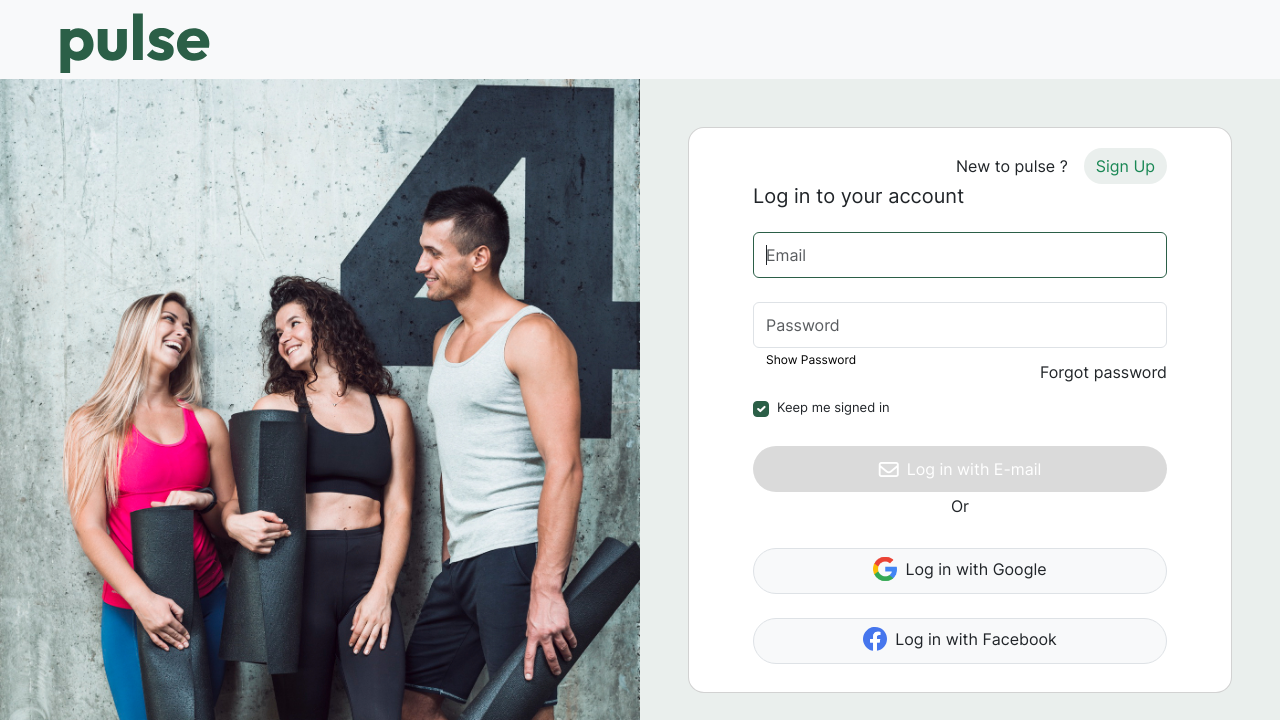 pulse
4
New to pulse ? Sign Up
Log in to your account
Email
Password
Show Password
Forgot password
Keep me signed in
Log in with E-mail
Or
Log in with Google
Log in with Facebook